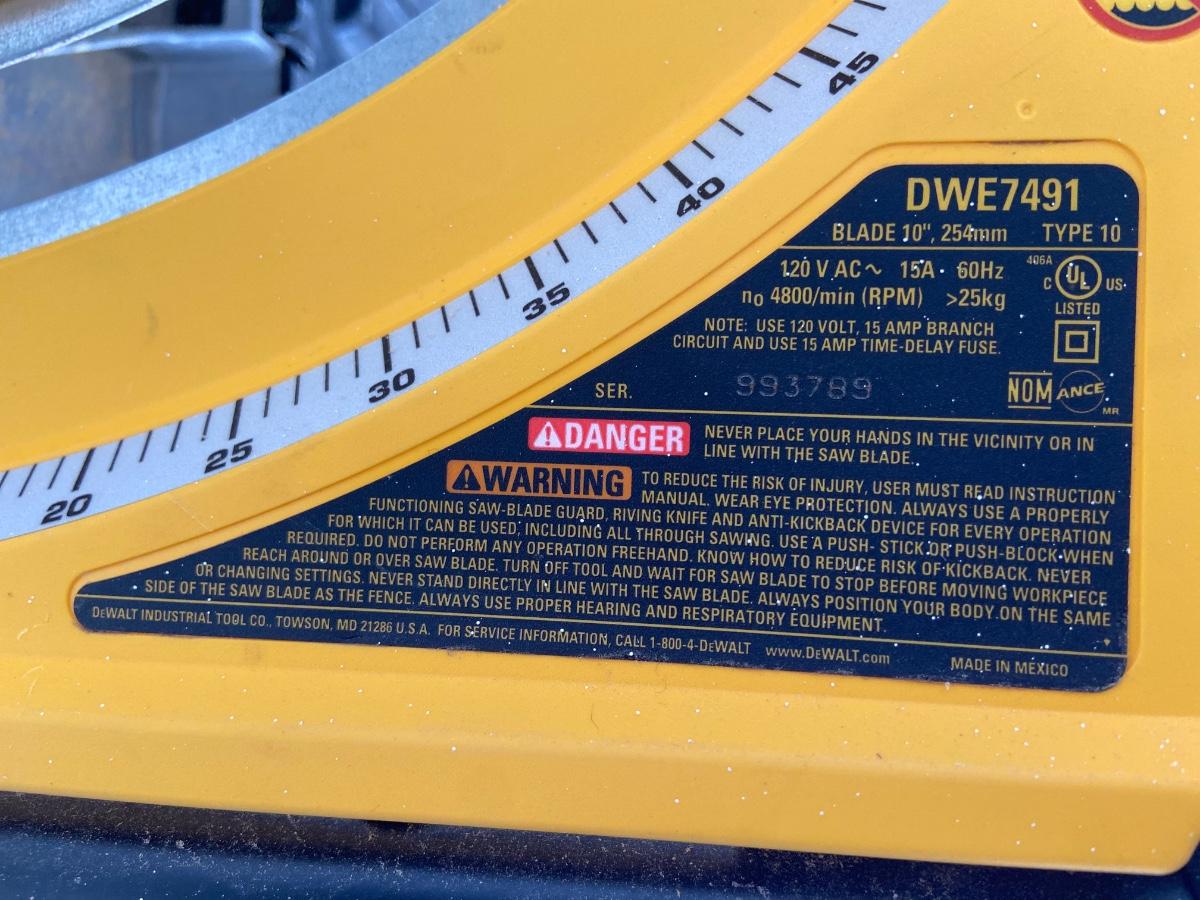 45
40
35
30
25
20
DWE7491
BLADE 10", 254mm TYPE 10
120 V AC~ 15A 60Hz
n₀ 4800/min (RPM) >25kg
406A
C UL US
LISTED
NOTE: USE 120 VOLT, 15 AMP BRANCH
CIRCUIT AND USE 15 AMP TIME-DELAY FUSE.
SER. 993789
NOM ANCE MR
DANGER NEVER PLACE YOUR HANDS IN THE VICINITY OR IN
LINE WITH THE SAW BLADE.
WARNING TO REDUCE THE RISK OF INJURY, USER MUST READ INSTRUCTION
MANUAL. WEAR EYE PROTECTION. ALWAYS USE A PROPERLY
FUNCTIONING SAW-BLADE GUARD, RIVING KNIFE AND ANTI-KICKBACK DEVICE FOR EVERY OPERATION
FOR WHICH IT CAN BE USED, INCLUDING ALL THROUGH SAWING. USE A PUSH- STICK OR PUSH-BLOCK WHEN
REQUIRED. DO NOT PERFORM ANY OPERATION FREEHAND. KNOW HOW TO REDUCE RISK OF KICKBACK. NEVER
REACH AROUND OR OVER SAW BLADE. TURN OFF TOOL AND WAIT FOR SAW BLADE TO STOP BEFORE MOVING WORKPIECE
OR CHANGING SETTINGS. NEVER STAND DIRECTLY IN LINE WITH THE SAW BLADE. ALWAYS POSITION YOUR BODY ON THE SAME
SIDE OF THE SAW BLADE AS THE FENCE. ALWAYS USE PROPER HEARING AND RESPIRATORY EQUIPMENT.
DEWALT INDUSTRIAL TOOL CO., TOWSON, MD 21286 U.S.A. FOR SERVICE INFORMATION, CALL 1-800-4-DEWALT www.DEWALT.com MADE IN MÉXICO